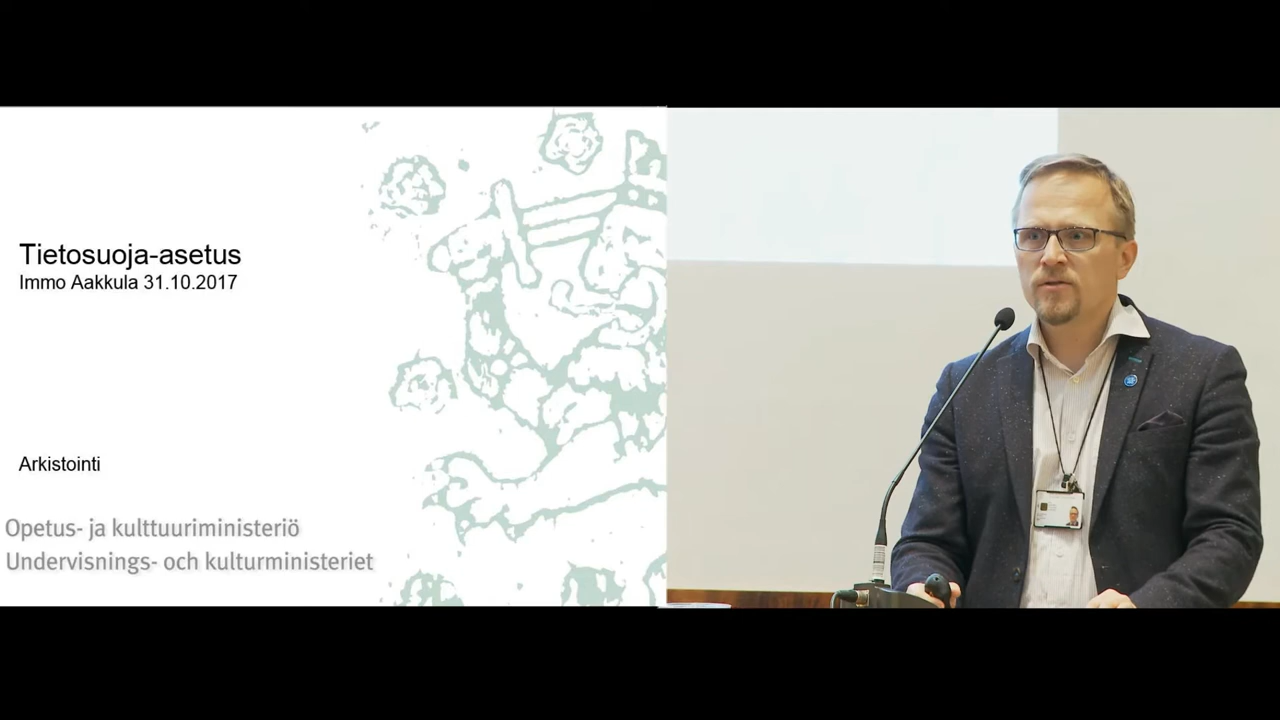 Tietosuoja-asetus
Immo Aakkula 31.10.2017
Arkistointi
Opetus- ja kulttuuriministeriö
Undervisnings- och kulturministeriet